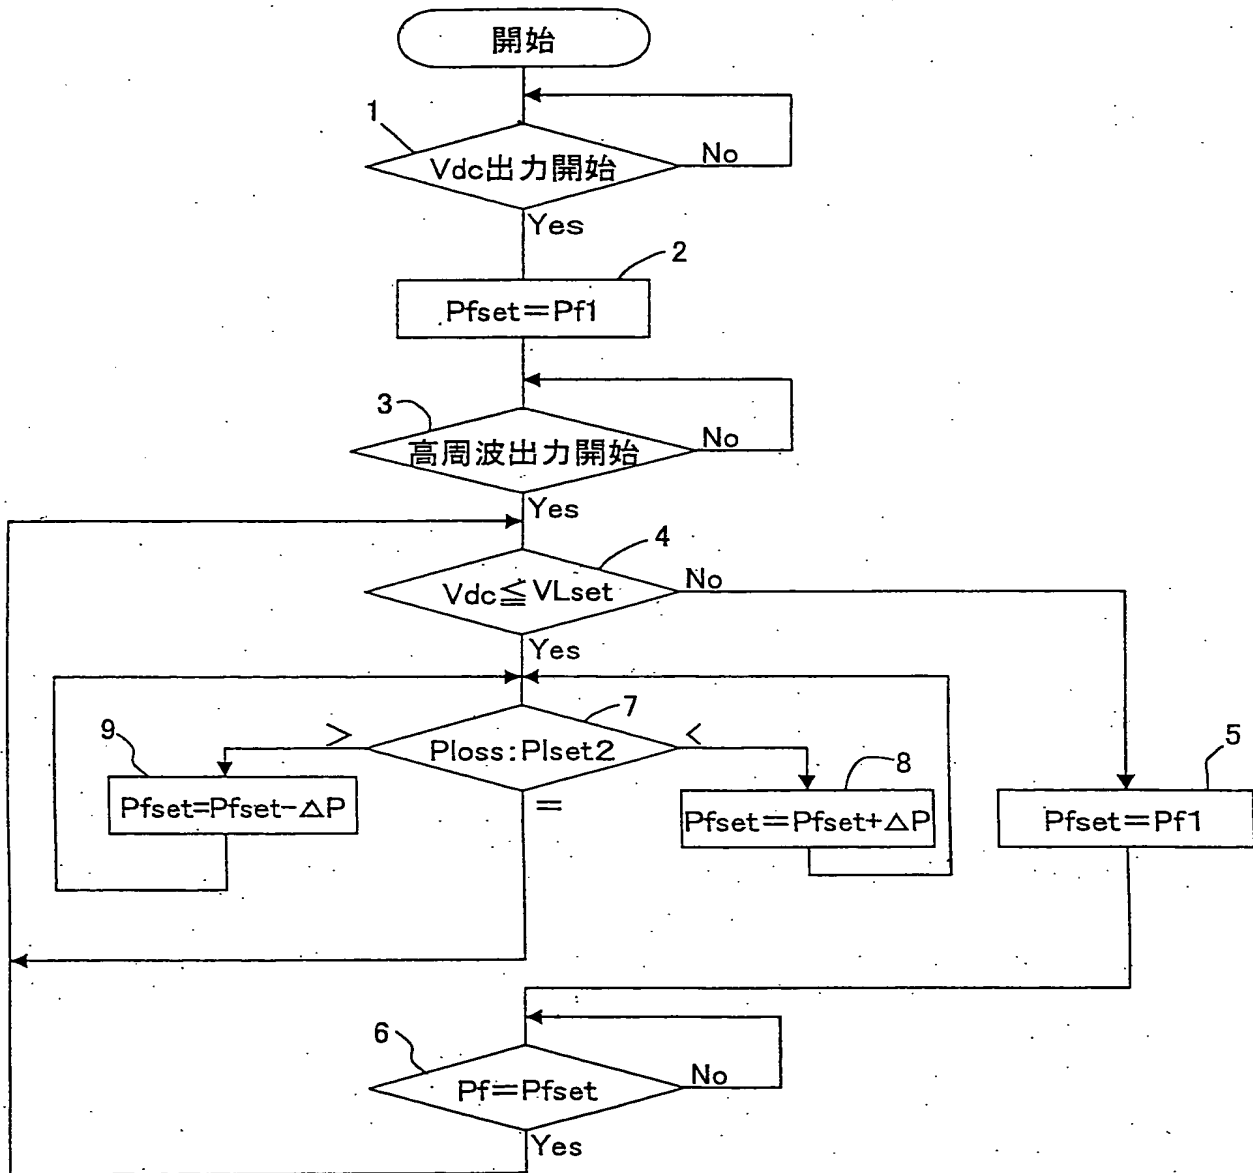 開始
1
Vdc出力開始
No
Yes
2
Pfset=Pf1
3
高周波出力開始
No
Yes
4
Vdc≦VLset
No
Yes
7
>
Ploss:Plset2
<
=
9
Pfset=Pfset-△P
8
Pfset=Pfset+△P
5
Pfset=Pf1
6
Pf=Pfset
No
Yes